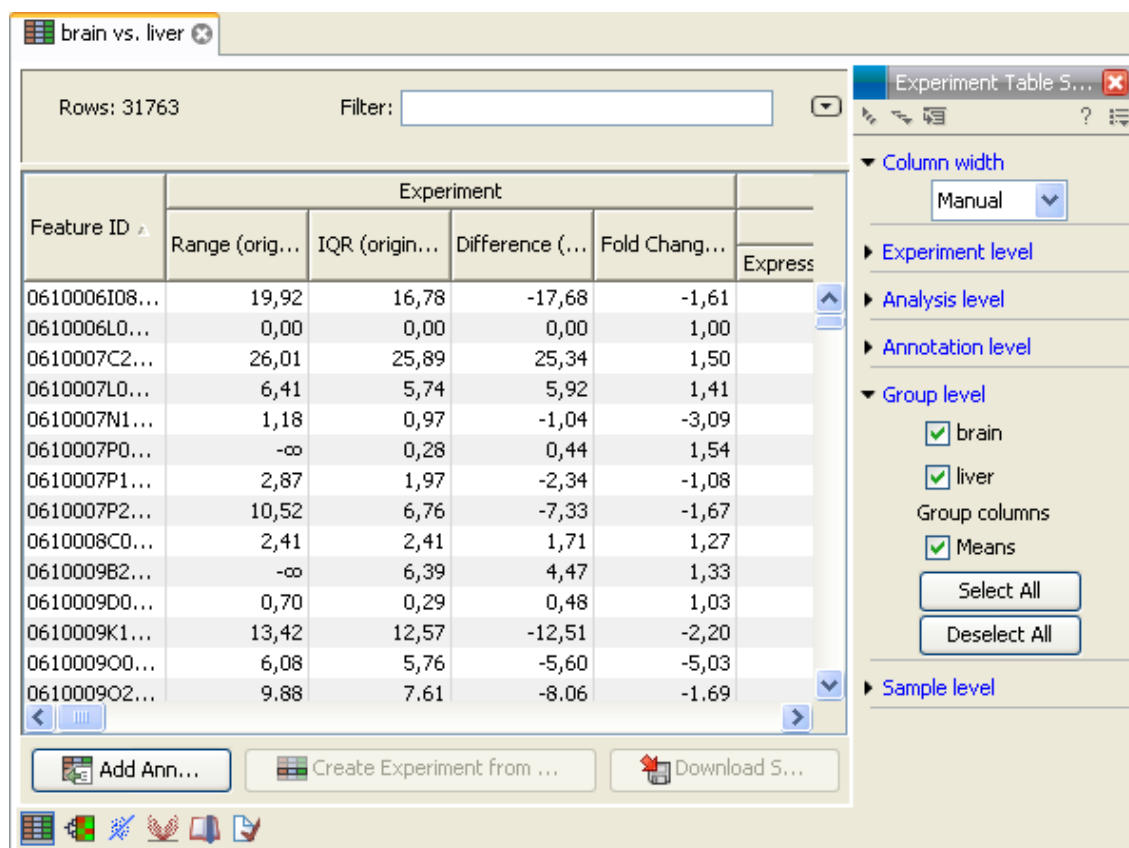 brain vs. liver
Experiment Table S...
Rows: 31763 Filter:
?
Column width
Manual
Experiment level
Analysis level
Annotation level
Group level
brain
liver
Group columns
Means
Select All
Deselect All
Sample level
Experiment
Feature ID Range (orig... IQR (origin... Difference (... Fold Chang... Express
0610006I08... 19,92 16,78 -17,68 -1,61
0610006L0... 0,00 0,00 0,00 1,00
0610007C2... 26,01 25,89 25,34 1,50
0610007L0... 6,41 5,74 5,92 1,41
0610007N1... 1,18 0,97 -1,04 -3,09
0610007P0... -∞ 0,28 0,44 1,54
0610007P1... 2,87 1,97 -2,34 -1,08
0610007P2... 10,52 6,76 -7,33 -1,67
0610008C0... 2,41 2,41 1,71 1,27
0610009B2... -∞ 6,39 4,47 1,33
0610009D0... 0,70 0,29 0,48 1,03
0610009K1... 13,42 12,57 -12,51 -2,20
0610009O0... 6,08 5,76 -5,60 -5,03
0610009O2... 9,88 7,61 -8,06 -1,69
Add Ann... Create Experiment from ... Download S...